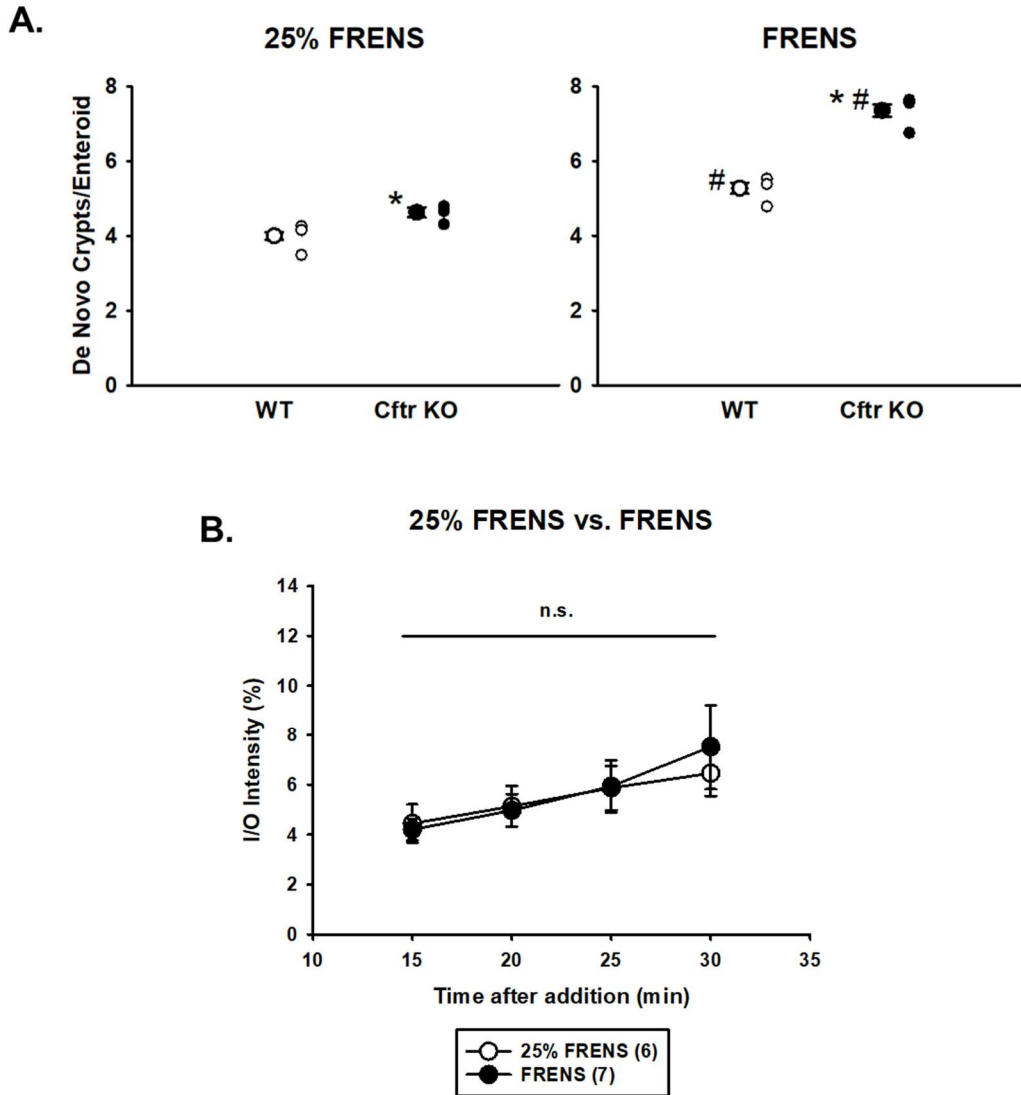 A.
25% FRENS
FRENS
De Novo Crypts/Enteroid
8
6
4
2
0
*
WT
Cftr KO
8
6
4
2
0
#
* #
WT
Cftr KO
B.
25% FRENS vs. FRENS
I/O Intensity (%)
14
12
10
8
6
4
2
0
n.s.
10
15
20
25
30
35
Time after addition (min)
25% FRENS (6)
FRENS (7)